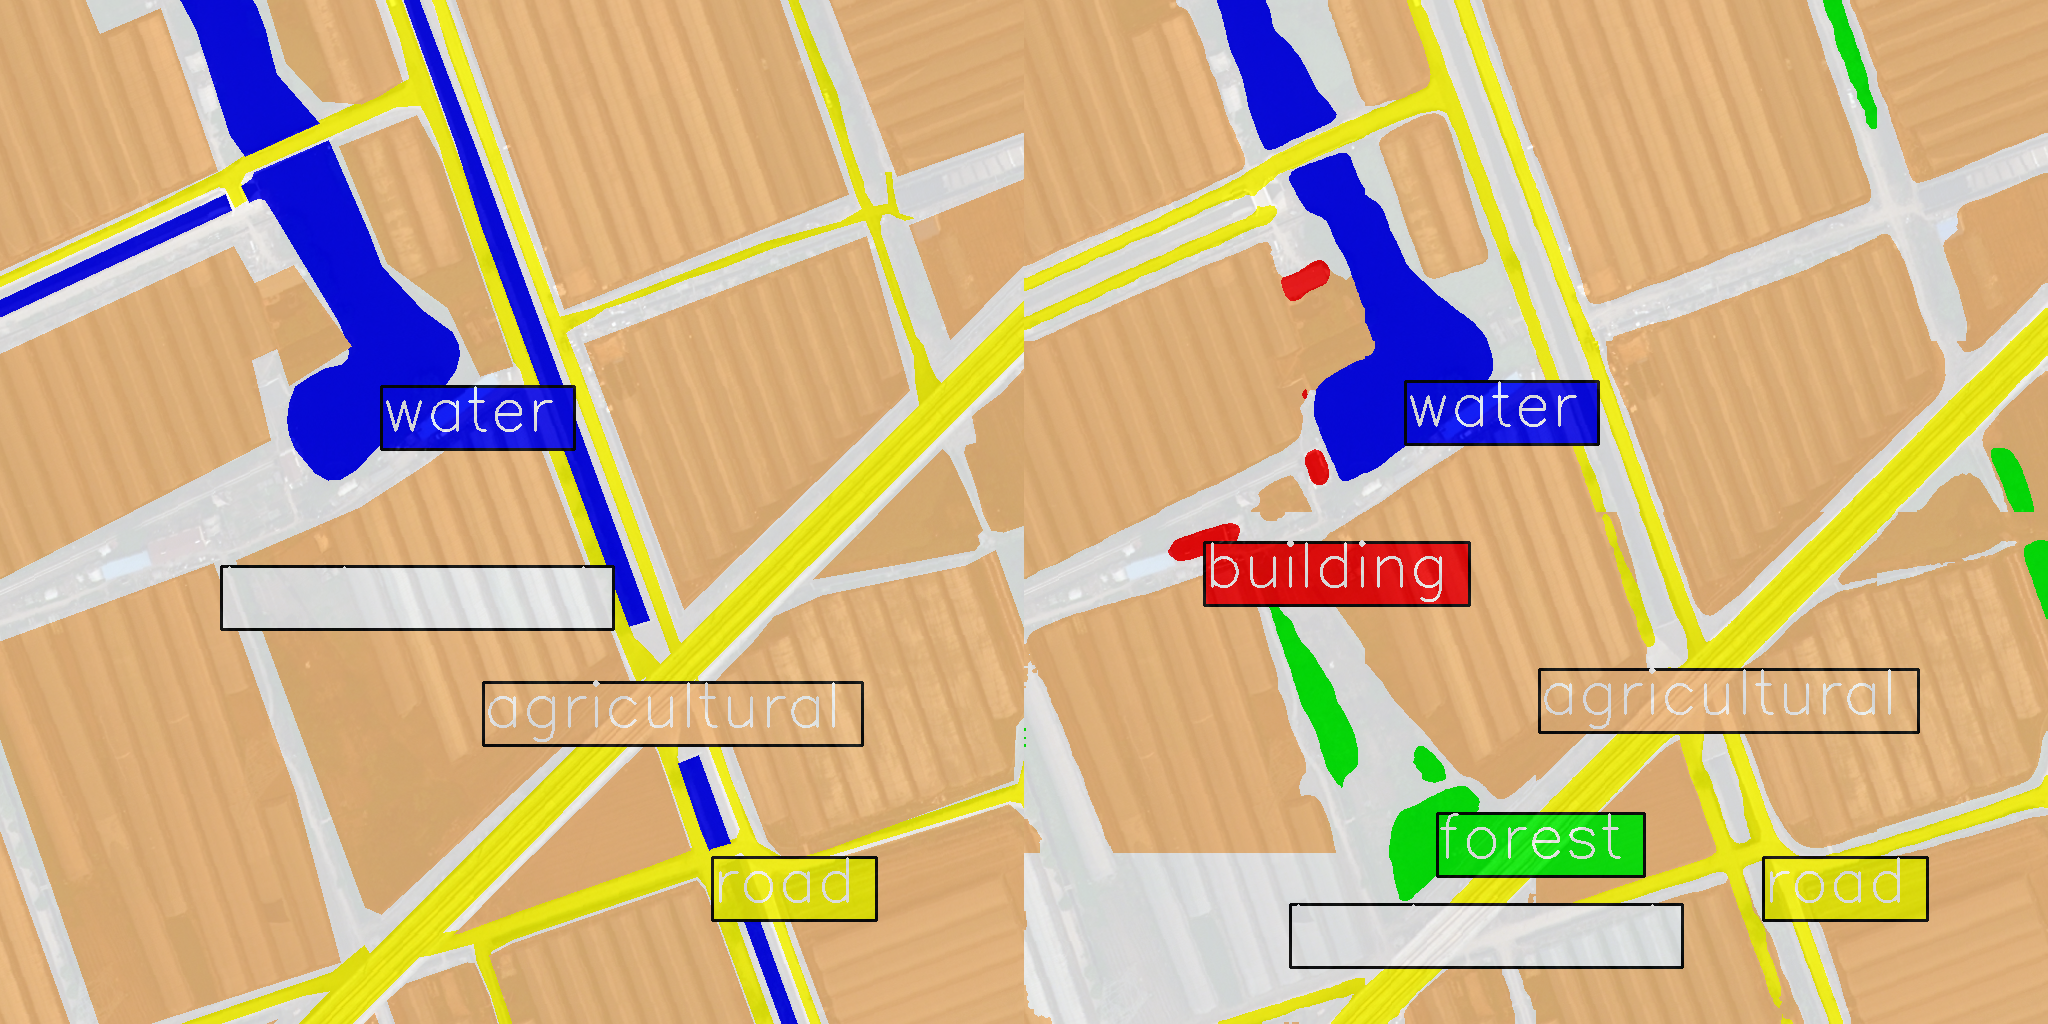 water
water
building
agricultural
agricultural
forest
road
road